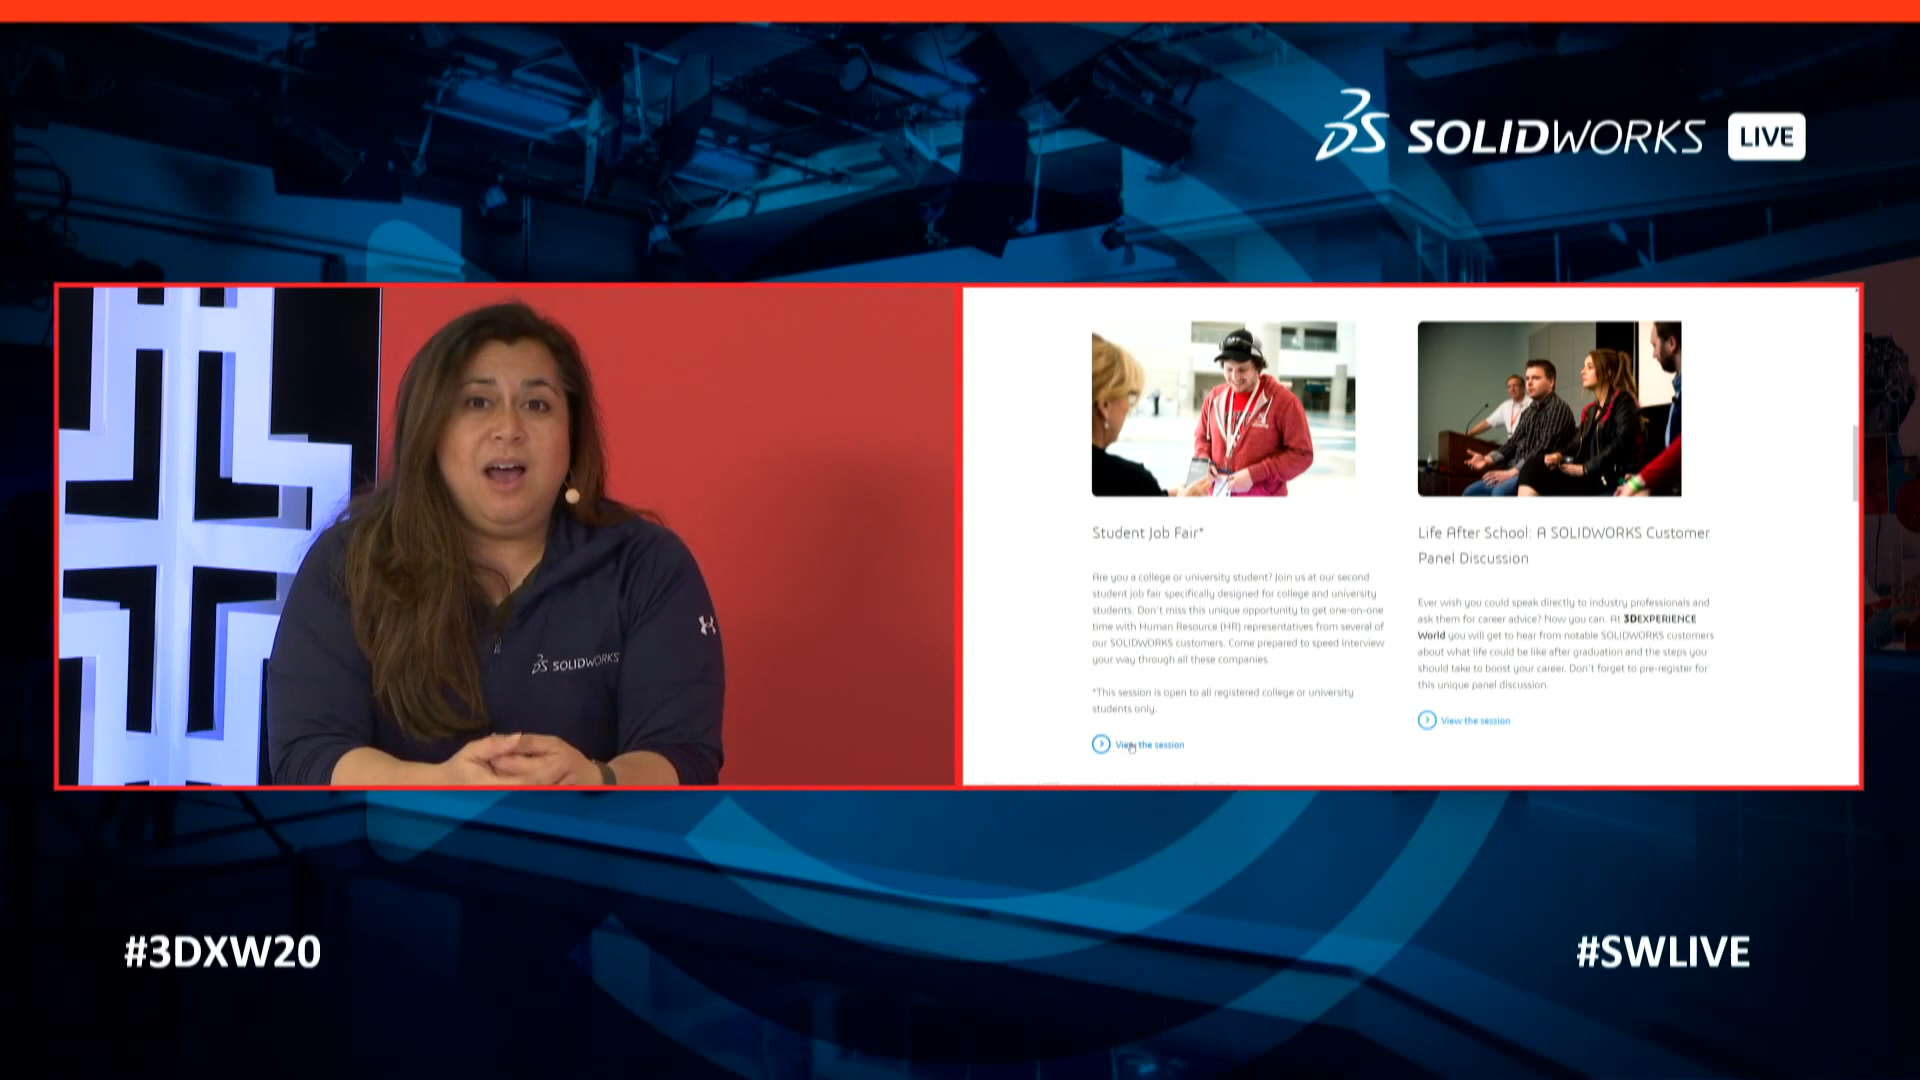 3DS SOLIDWORKS LIVE
3DS SOLIDWORKS
Student Job Fair*
Are you a college or university student? Join us at our second
student job fair specifically designed for college and university
students. Don't miss this unique opportunity to get one-on-one
time with Human Resource (HR) representatives from several of
our SOLIDWORKS customers. Come prepared to speed interview
your way through all these companies.
*This session is open to all registered college or university
students only.
View the session
Life After School: A SOLIDWORKS Customer
Panel Discussion
Ever wish you could speak directly to industry professionals and
ask them for career advice? Now you can. At 3DEXPERIENCE
World you will get to hear from notable SOLIDWORKS customers
about what life could be like after graduation and the steps you
should take to boost your career. Don't forget to pre-register for
this unique panel discussion.
View the session
#3DXW20
#SWLIVE